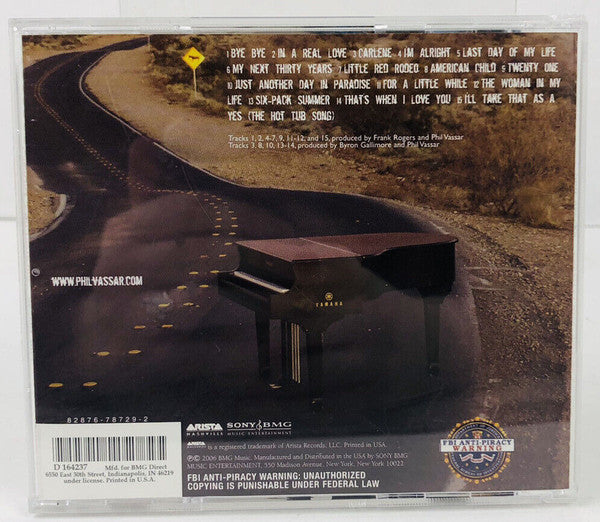 1 BYE BYE 2 IN A REAL LOVE 3 CARLENE 4 I'M ALRIGHT 5 LAST DAY OF MY LIFE
6 MY NEXT THIRTY YEARS 7 LITTLE RED RODEO 8 AMERICAN CHILD 9 TWENTY ONE
10 JUST ANOTHER DAY IN PARADISE 11 FOR A LITTLE WHILE 12 THE WOMAN IN MY
LIFE 13 SIX-PACK SUMMER 14 THAT'S WHEN I LOVE YOU 15 I'LL TAKE THAT AS A
YES (THE HOT TUB SONG)
Tracks 1, 2, 4-7, 9, 11-12, and 15, produced by Frank Rogers and Phil Vassar
Tracks 3, 8, 10, 13-14, produced by Byron Gallimore and Phil Vassar
WWW.PHILVASSAR.COM
YAMAHA
82876-78729-2
D 164237 Mfd. for BMG Direct
6550 East 30th Street, Indianapolis, IN 46219
under license. Printed in U.S.A.
ARISTA
NASHVILLE
SONY BMG
MUSIC ENTERTAINMENT
ARISTA is a registered trademark of Arista Records, LLC. Printed in USA.
℗© 2006 BMG Music. Manufactured and Distributed in the USA by SONY BMG
MUSIC ENTERTAINMENT, 550 Madison Avenue, New York, New York 10022
FBI ANTI-PIRACY WARNING: UNAUTHORIZED
COPYING IS PUNISHABLE UNDER FEDERAL LAW
FBI ANTI-PIRACY
WARNING